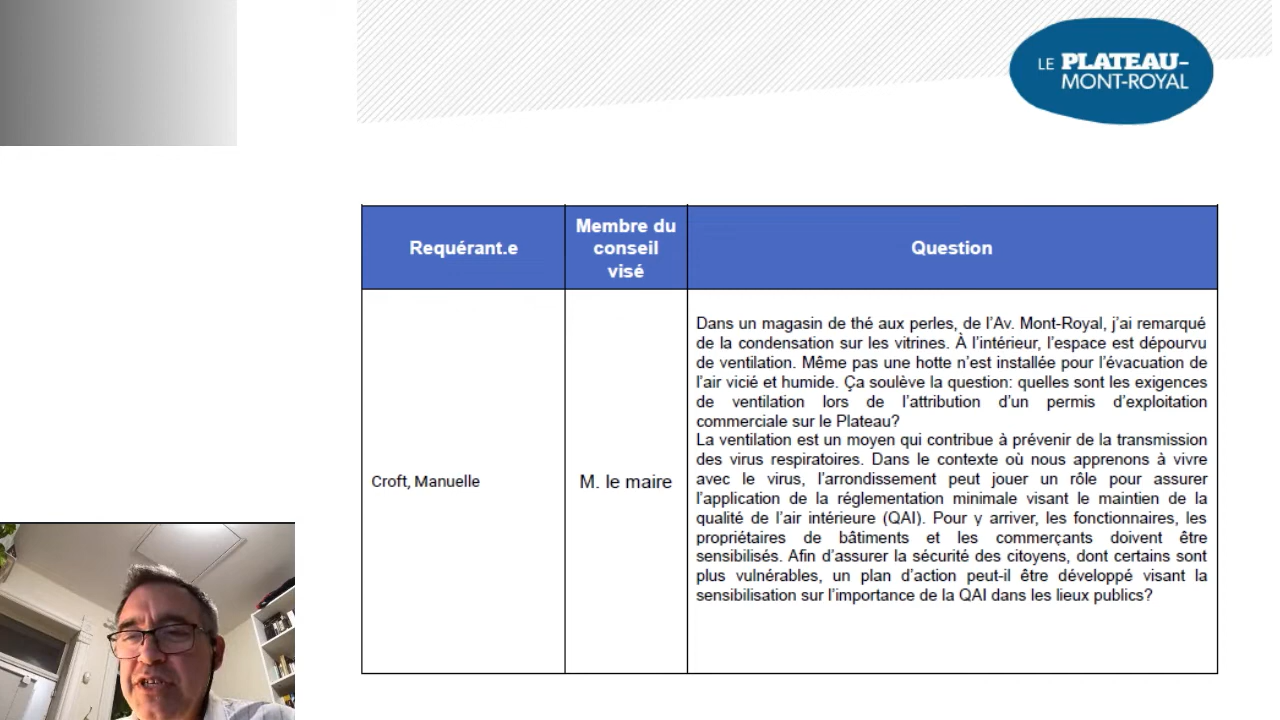 LE PLATEAU-
MONT-ROYAL
Requérant.e
Membre du
conseil
visé
Question
Croft, Manuelle
M. le maire
Dans un magasin de thé aux perles, de l'Av. Mont-Royal, j'ai remarqué
de la condensation sur les vitrines. À l'intérieur, l'espace est dépourvu
de ventilation. Même pas une hotte n'est installée pour l'évacuation de
l'air vicié et humide. Ça soulève la question: quelles sont les exigences
de ventilation lors de l'attribution d'un permis d'exploitation
commerciale sur le Plateau?
La ventilation est un moyen qui contribue à prévenir de la transmission
des virus respiratoires. Dans le contexte où nous apprenons à vivre
avec le virus, l'arrondissement peut jouer un rôle pour assurer
l'application de la réglementation minimale visant le maintien de la
qualité de l'air intérieure (QAI). Pour y arriver, les fonctionnaires, les
propriétaires de bâtiments et les commerçants doivent être
sensibilisés. Afin d'assurer la sécurité des citoyens, dont certains sont
plus vulnérables, un plan d'action peut-il être développé visant la
sensibilisation sur l'importance de la QAI dans les lieux publics?